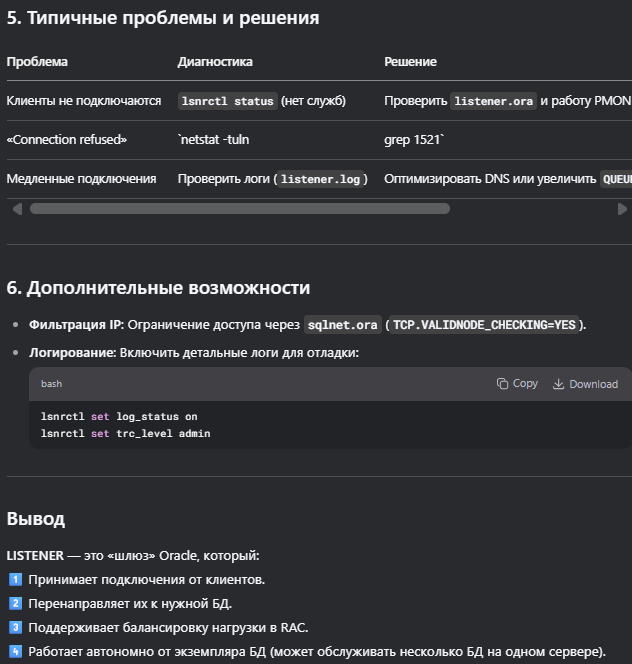 5. Типичные проблемы и решения
Проблема Диагностика Решение
Клиенты не подключаются lsnrctl status (нет служб) Проверить listener.ora и работу PMON
«Connection refused» `netstat -tuln grep 1521`
Медленные подключения Проверить логи (listener.log) Оптимизировать DNS или увеличить
6. Дополнительные возможности
• Фильтрация IP: Ограничение доступа через sqlnet.ora (TCP.VALIDNODE_CHECKING=YES).
• Логирование: Включить детальные логи для отладки:
bash Copy Download
lsnrctl set log_status on
lsnrctl set trc_level admin
Вывод
LISTENER — это «шлюз» Oracle, который:
1 Принимает подключения от клиентов.
2 Перенаправляет их к нужной БД.
3 Поддерживает балансировку нагрузки в RAC.
4 Работает автономно от экземпляра БД (может обслуживать несколько БД на одном сервере).